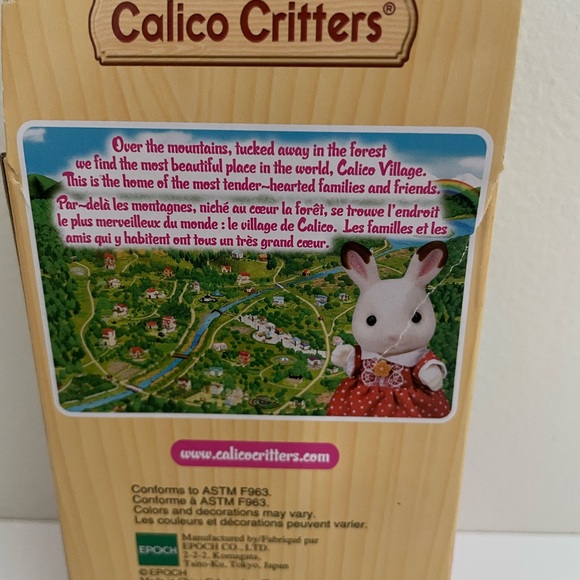 Calico Critters®
Over the mountains, tucked away in the forest
we find the most beautiful place in the world, Calico Village.
This is the home of the most tender-hearted families and friends.
Par-delà les montagnes, niché au cœur la forêt, se trouve l'endroit
le plus merveilleux du monde : le village de Calico. Les familles et les
amis qui y habitent ont tous un très grand cœur.
www.calicocritters.com
Conforms to ASTM F963.
Conforme à ASTM F963.
Colors and decorations may vary.
Les couleurs et décorations peuvent varier.
EPOCH
Manufactured by/Fabriqué par
EPOCH CO., LTD.
2-2-2, Komagata,
Taito-Ku, Tokyo, Japan
© EPOCH